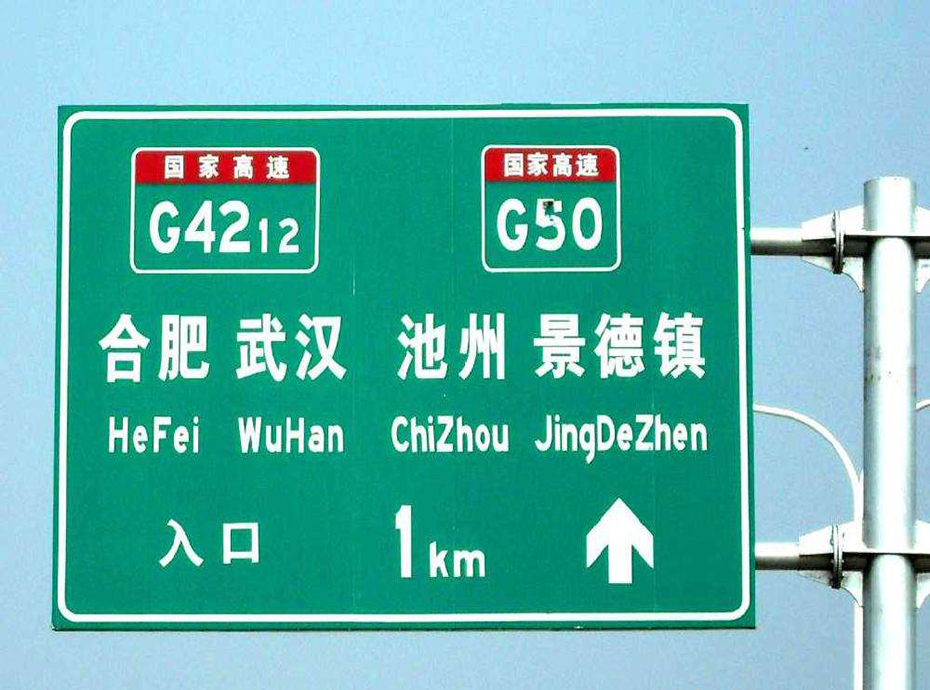 国家高速 国家高速
G4212 G50
合肥 武汉 池州 景德镇
HeFei WuHan ChiZhou JingDeZhen
入口 1km